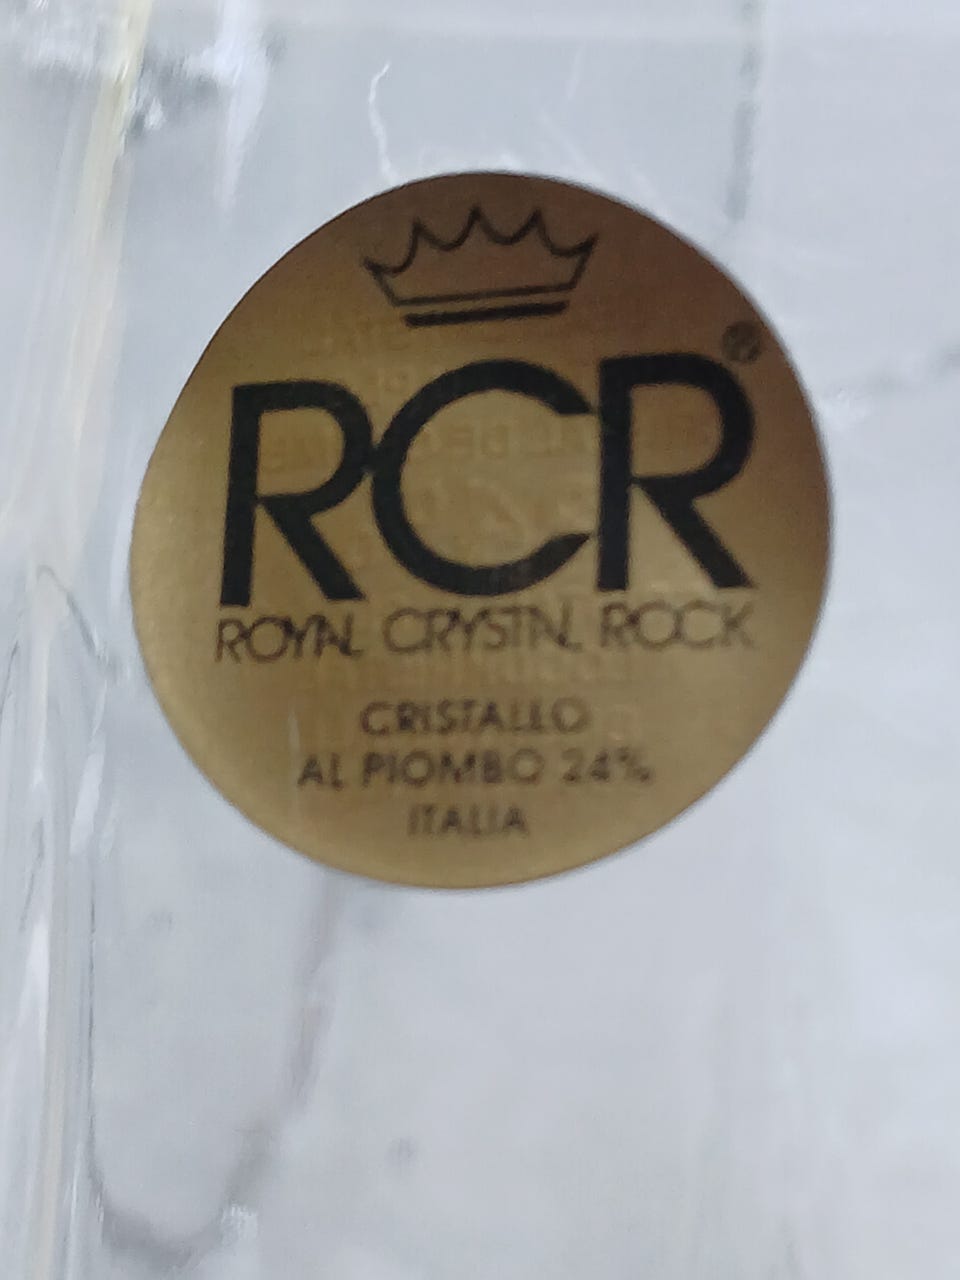 RCR®
ROYAL CRYSTAL ROCK
CRISTALLO
AL PIOMBO 24%
ITALIA